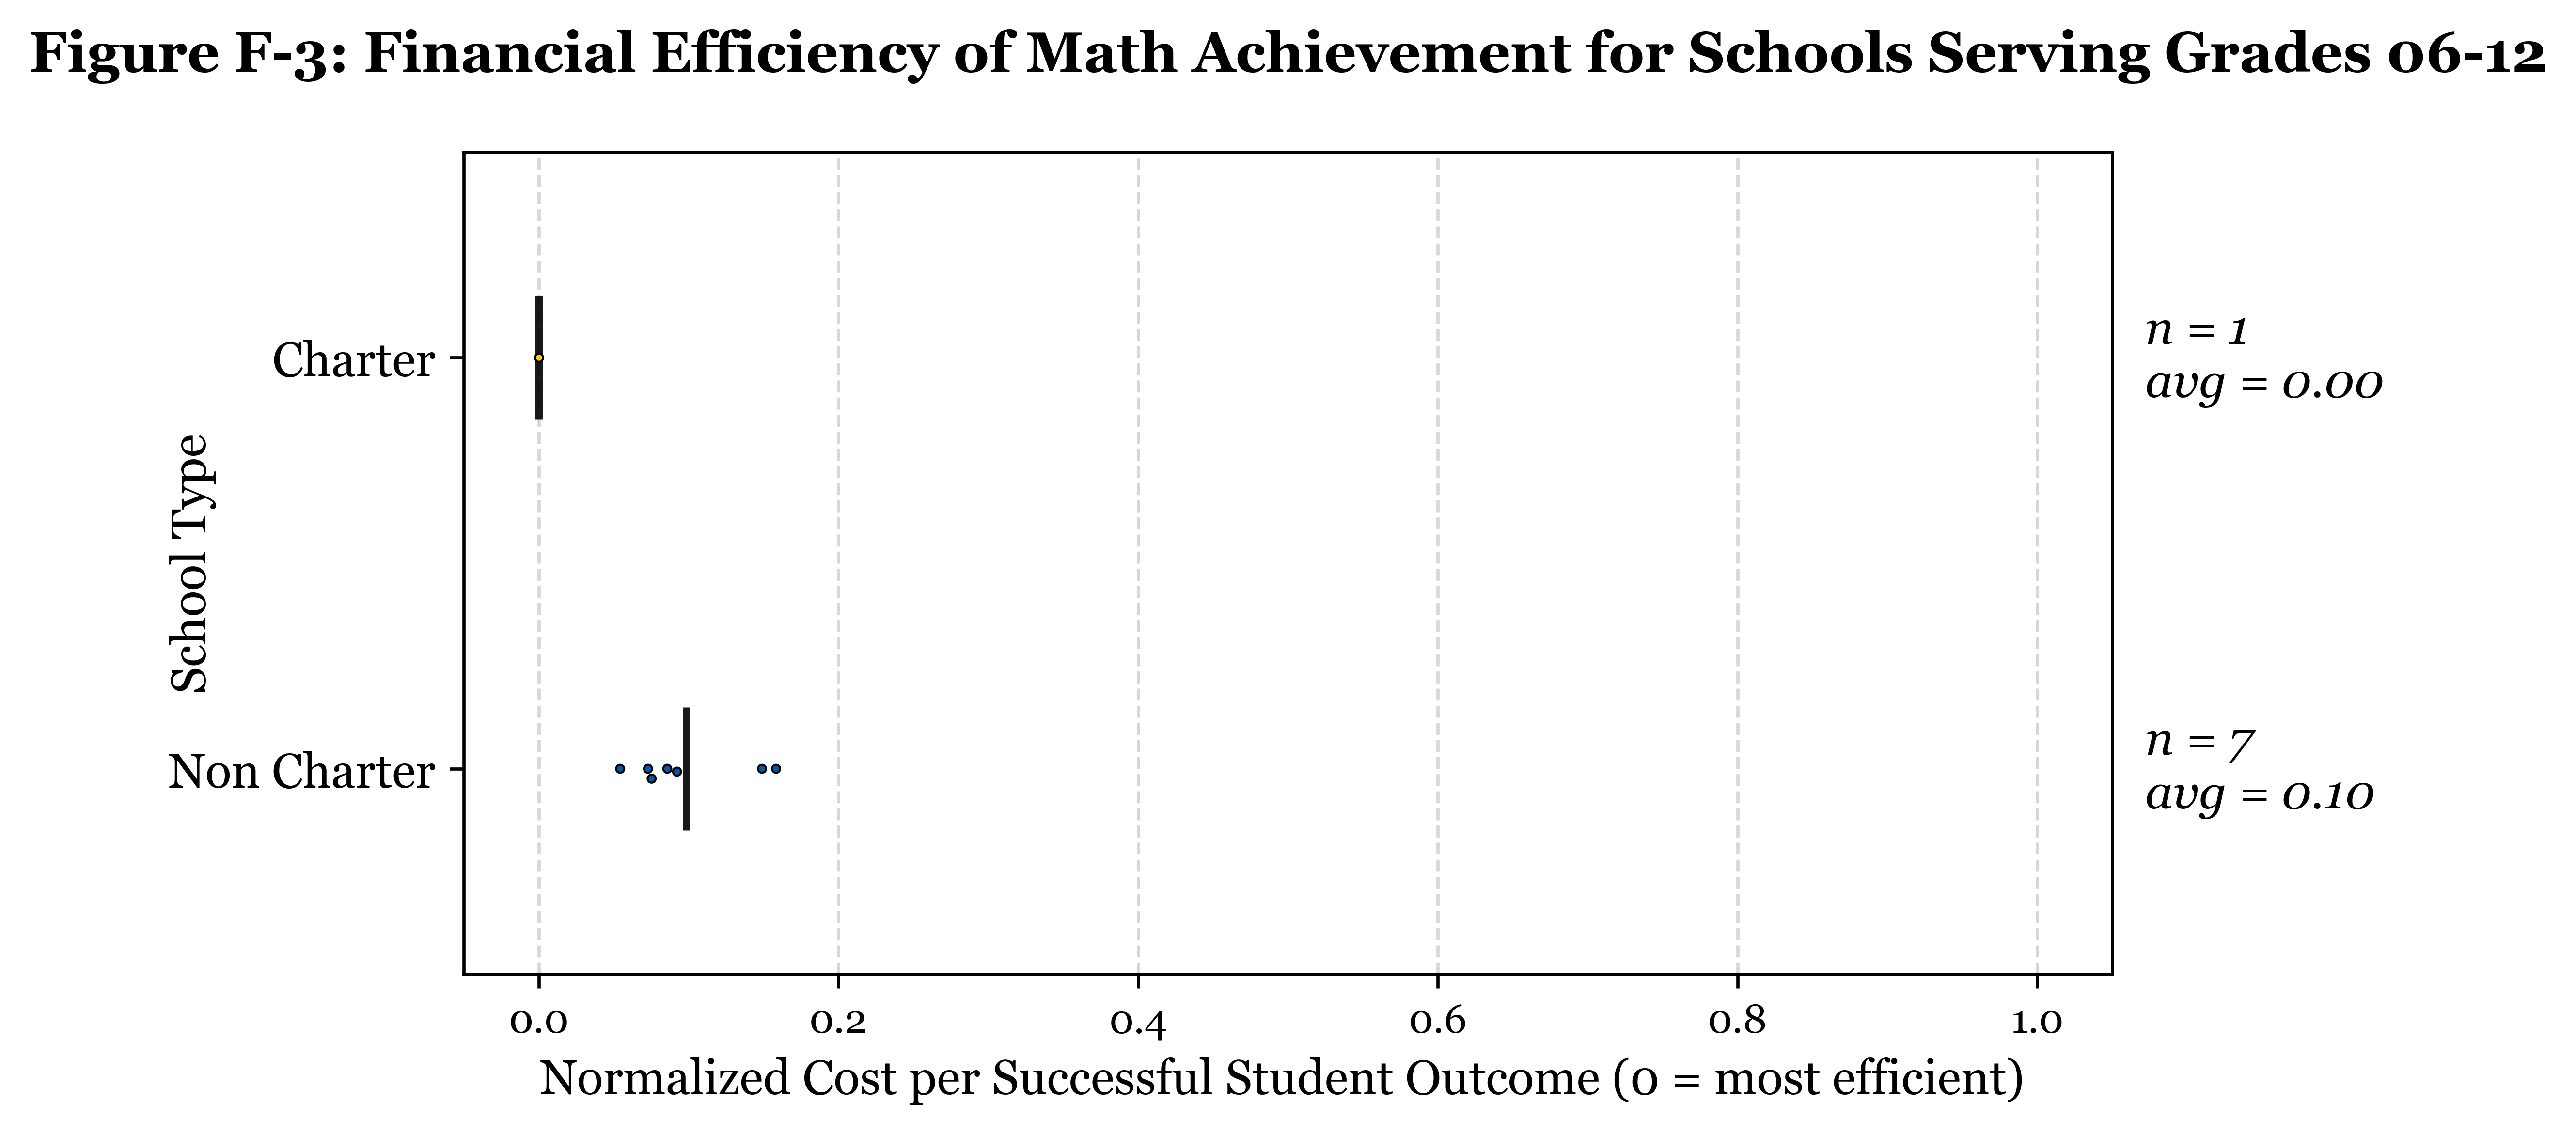 Figure F-3: Financial Efficiency of Math Achievement for Schools Serving Grades 06-12
Charter
n = 1
avg = 0.00
School Type
Non Charter
n = 7
avg = 0.10
0.0 0.2 0.4 0.6 0.8 1.0
Normalized Cost per Successful Student Outcome (0 = most efficient)